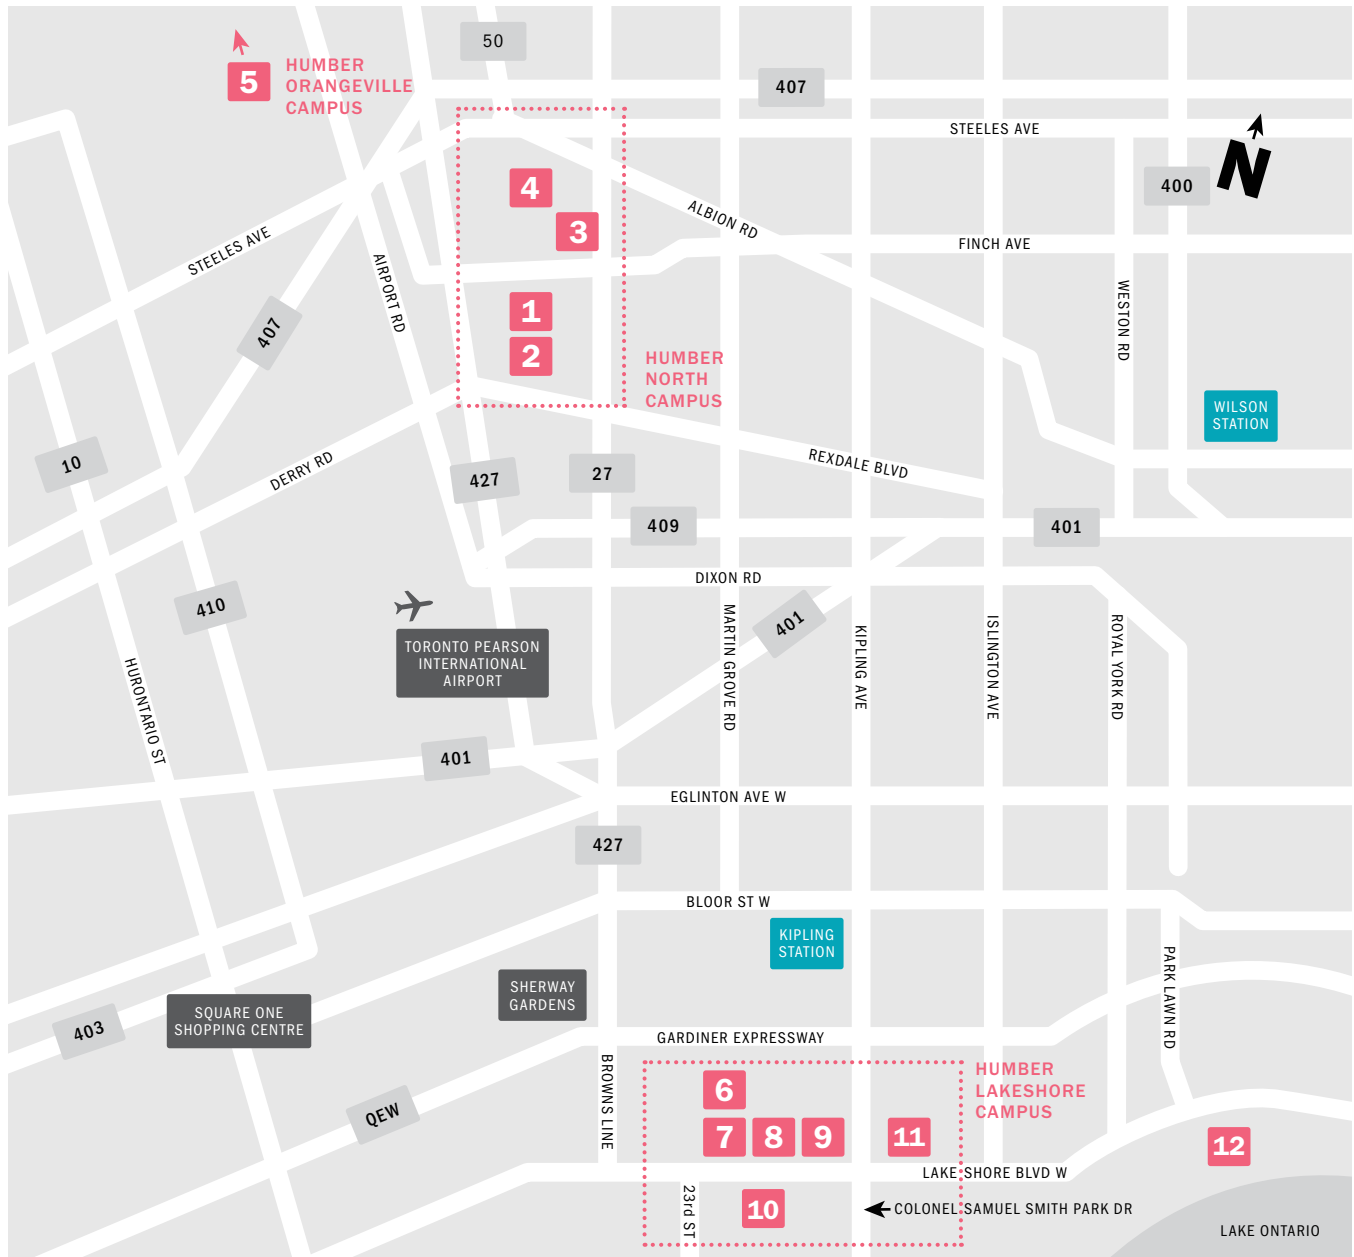 50
5
HUMBER
ORANGEVILLE
CAMPUS
407
STEELES AVE
N
400
4
3
ALBION RD
FINCH AVE
STEELES AVE
AIRPORT RD
407
1
2
WESTON RD
HUMBER
NORTH
CAMPUS
WILSON
STATION
10
DERRY RD
427
27
REXDALE BLVD
409
401
DIXON RD
410
401
TORONTO PEARSON
INTERNATIONAL
AIRPORT
MARTIN GROVE RD
KIPLING AVE
ISLINGTON AVE
ROYAL YORK RD
HURONTARIO ST
401
EGLINTON AVE W
427
BLOOR ST W
KIPLING
STATION
SHERWAY
GARDENS
PARK LAWN RD
SQUARE ONE
SHOPPING CENTRE
403
GARDINER EXPRESSWAY
QEW
BROWNS LINE
HUMBER
LAKESHORE
CAMPUS
6
7
8
9
11
12
LAKE SHORE BLVD W
23rd ST
10
COLONEL SAMUEL SMITH PARK DR
LAKE ONTARIO